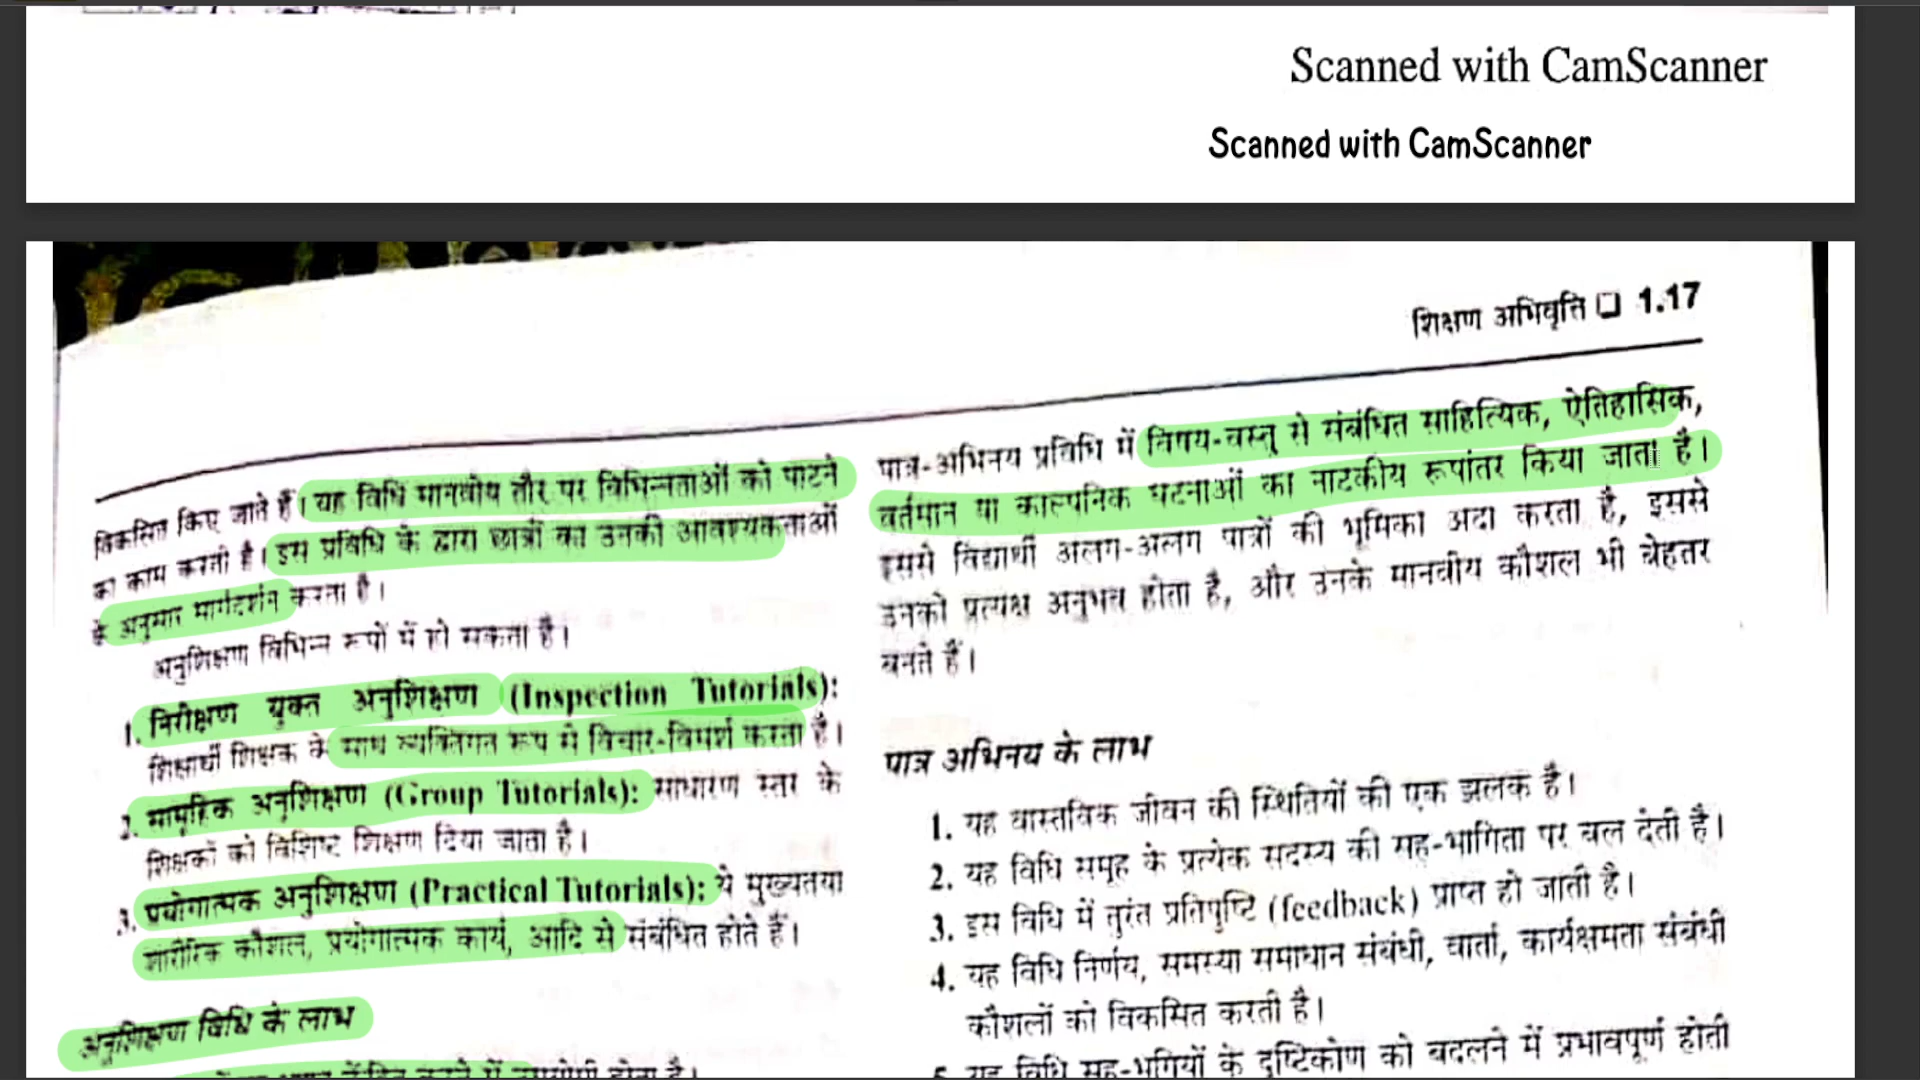 Scanned with CamScanner
Scanned with CamScanner
शिक्षण अभिवृत्ति ❑ 1.17
विकसित किए जाते हैं। यह विधि मानवीय तौर पर विभिन्नताओं को पाटने
का काम करती है। इस प्रविधि के द्वारा छात्रों का उनकी आवश्यकताओं
के अनुसार मार्गदर्शन करता है।
अनुशिक्षण विभिन्न रूपों में हो सकता है।
1. निरीक्षण युक्त अनुशिक्षण (Inspection Tutorials):
शिक्षार्थी शिक्षक के साथ व्यक्तिगत रूप से विचार-विमर्श करता है।
2. सामूहिक अनुशिक्षण (Group Tutorials): साधारण स्तर के
शिक्षकों को विशिष्ट शिक्षण दिया जाता है।
3. प्रयोगात्मक अनुशिक्षण (Practical Tutorials): ये मुख्यतया
शारीरिक कौशल, प्रयोगात्मक कार्य, आदि से संबंधित होते हैं।
अनुशिक्षण विधि के लाभ
पात्र-अभिनय प्रविधि में विषय-वस्तु से संबंधित साहित्यिक, ऐतिहासिक,
वर्तमान या काल्पनिक घटनाओं का नाटकीय रूपांतर किया जाता है।
इससे विद्यार्थी अलग-अलग पात्रों की भूमिका अदा करता है, इससे
उनको प्रत्यक्ष अनुभव होता है, और उनके मानवीय कौशल भी बेहतर
बनते हैं।
पात्र अभिनय के लाभ
1. यह वास्तविक जीवन की स्थितियों की एक झलक है।
2. यह विधि समूह के प्रत्येक सदस्य की सह-भागिता पर बल देती है।
3. इस विधि में तुरंत प्रतिपुष्टि (feedback) प्राप्त हो जाती है।
4. यह विधि निर्णय, समस्या समाधान संबंधी, वार्ता, कार्यक्षमता संबंधी
कौशलों को विकसित करती है।
5. यह विधि सह-भगियों के दृष्टिकोण को बदलने में प्रभावपूर्ण होती